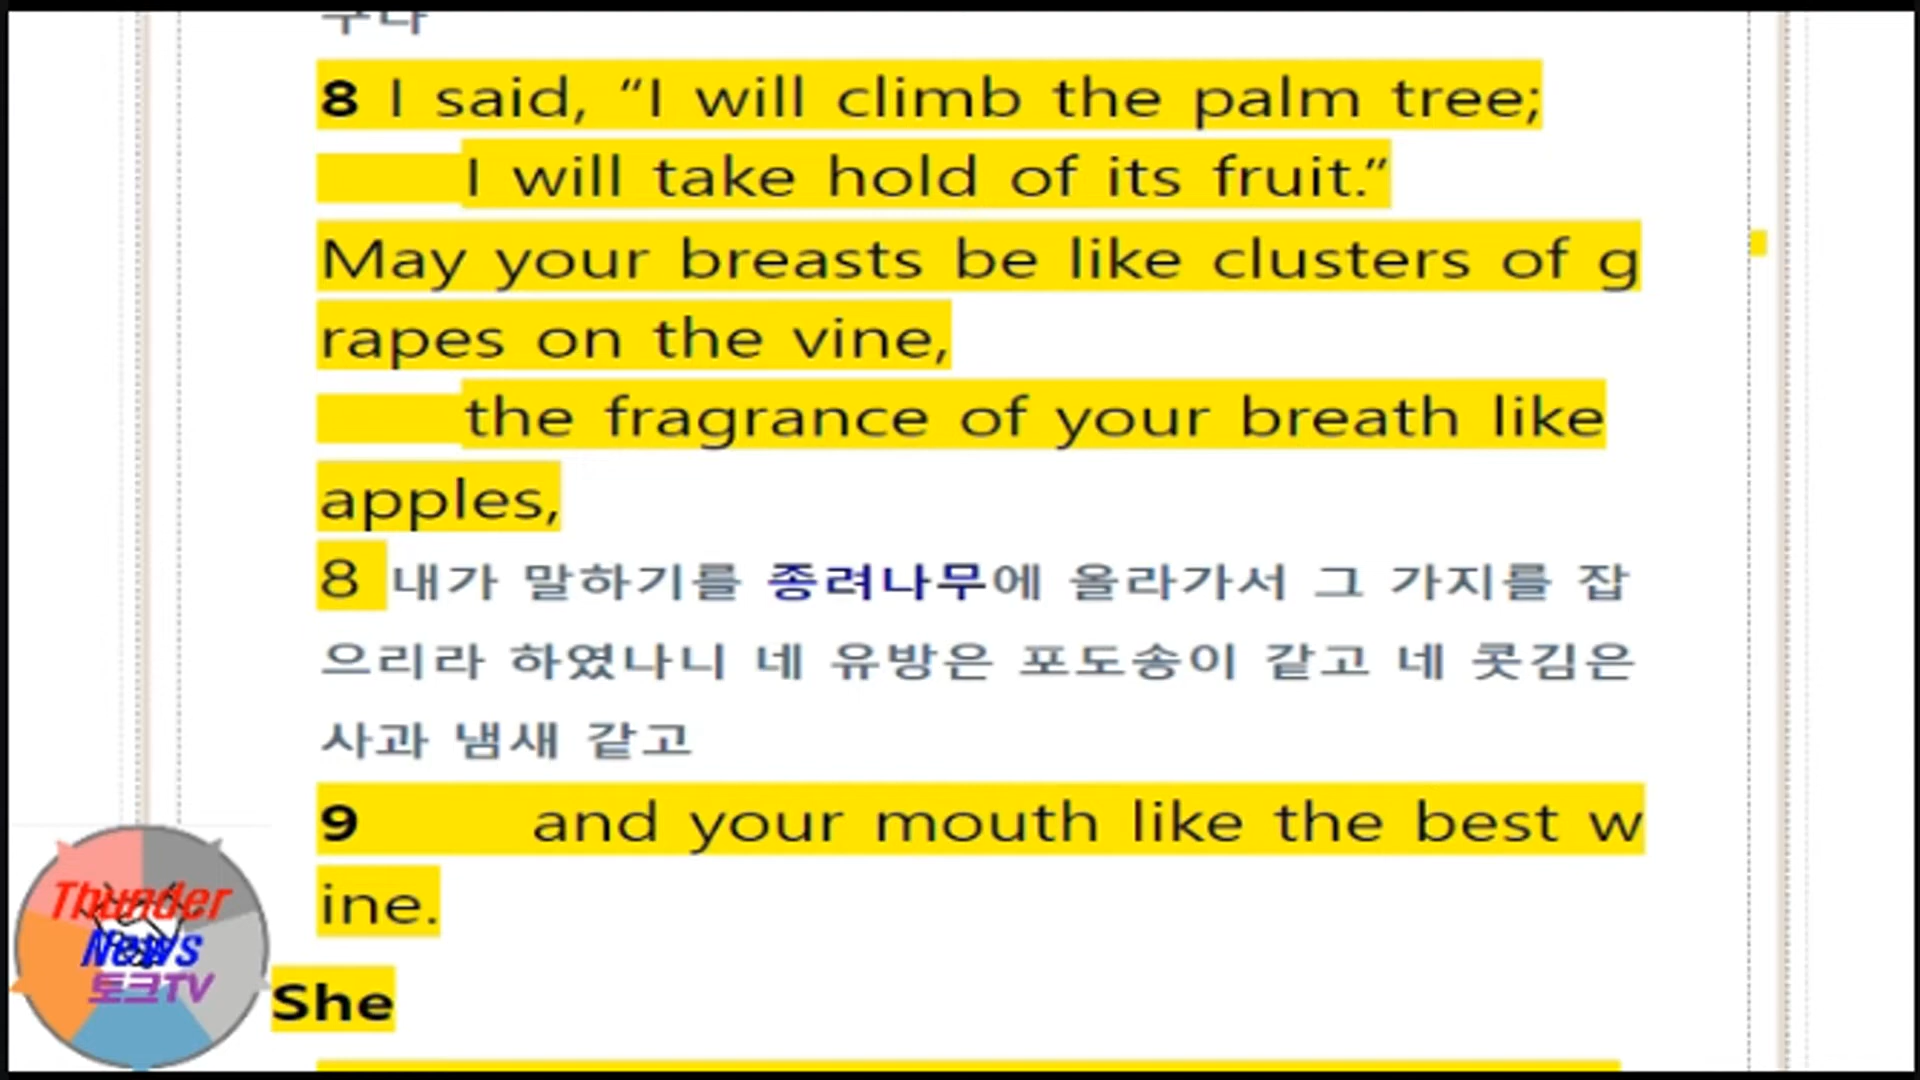 구나
8 I said, “I will climb the palm tree;
I will take hold of its fruit.”
May your breasts be like clusters of g
rapes on the vine,
the fragrance of your breath like
apples,
8 내가 말하기를 종려나무에 올라가서 그 가지를 잡
으리라 하였나니 네 유방은 포도송이 같고 네 콧김은
사과 냄새 같고
9 and your mouth like the best w
ine.
She
Thunder
News
토크TV